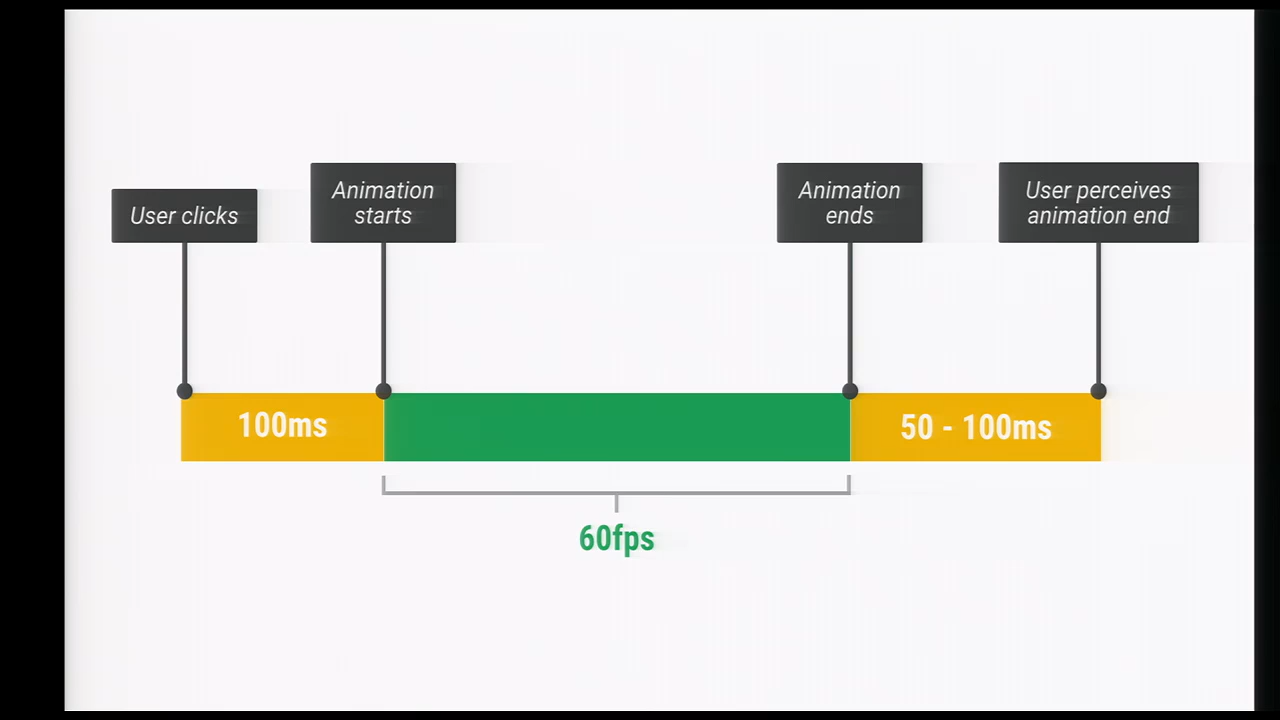 User clicks
Animation
starts
Animation
ends
User perceives
animation end
100ms
50 - 100ms
60fps